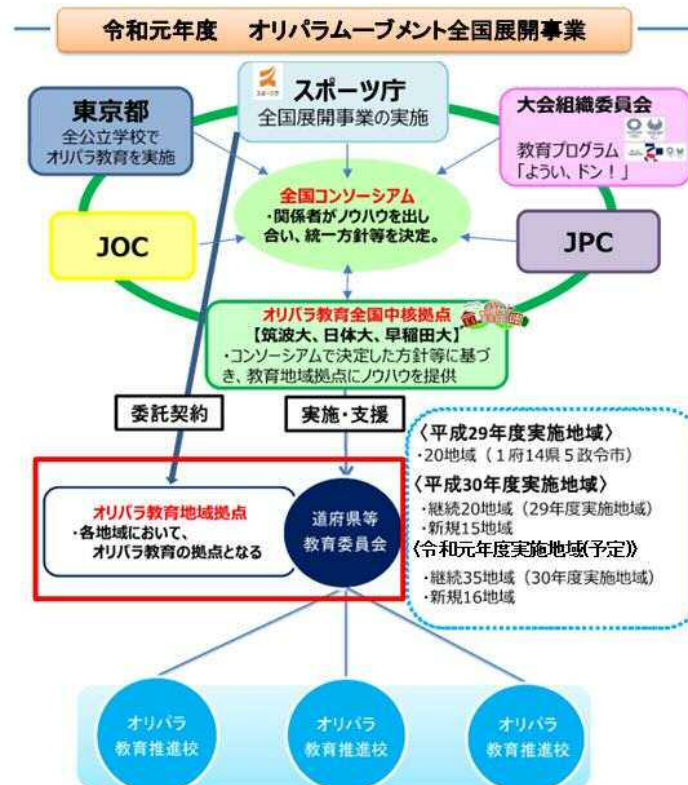 令和元年度　オリパラムーブメント全国展開事業
スポーツ庁
全国展開事業の実施
東京都
全公立学校で
オリパラ教育を実施
大会組織委員会
教育プログラム
「ようい、ドン！」
全国コンソーシアム
・関係者がノウハウを出し
合い、統一方針等を決定。
JOC
JPC
オリパラ教育全国中核拠点
【筑波大、日体大、早稲田大】
・コンソーシアムで決定した方針等に基づ
き、教育地域拠点にノウハウを提供
委託契約
実施・支援
〈平成29年度実施地域〉
・20地域（１府14県５政令市）
〈平成30年度実施地域〉
・継続20地域（29年度実施地域）
・新規15地域
〈令和元年度実施地域(予定)〉
・継続35地域（30年度実施地域）
・新規16地域
オリパラ教育地域拠点
・各地域において、
オリパラ教育の拠点となる
道府県等
教育委員会
オリパラ
教育推進校
オリパラ
教育推進校
オリパラ
教育推進校